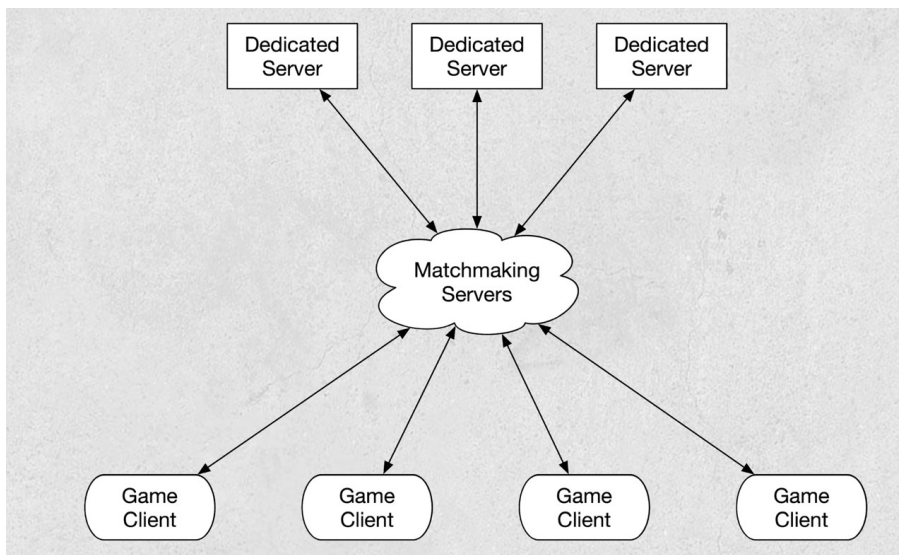 Dedicated
Server
Dedicated
Server
Dedicated
Server
Matchmaking
Servers
Game
Client
Game
Client
Game
Client
Game
Client